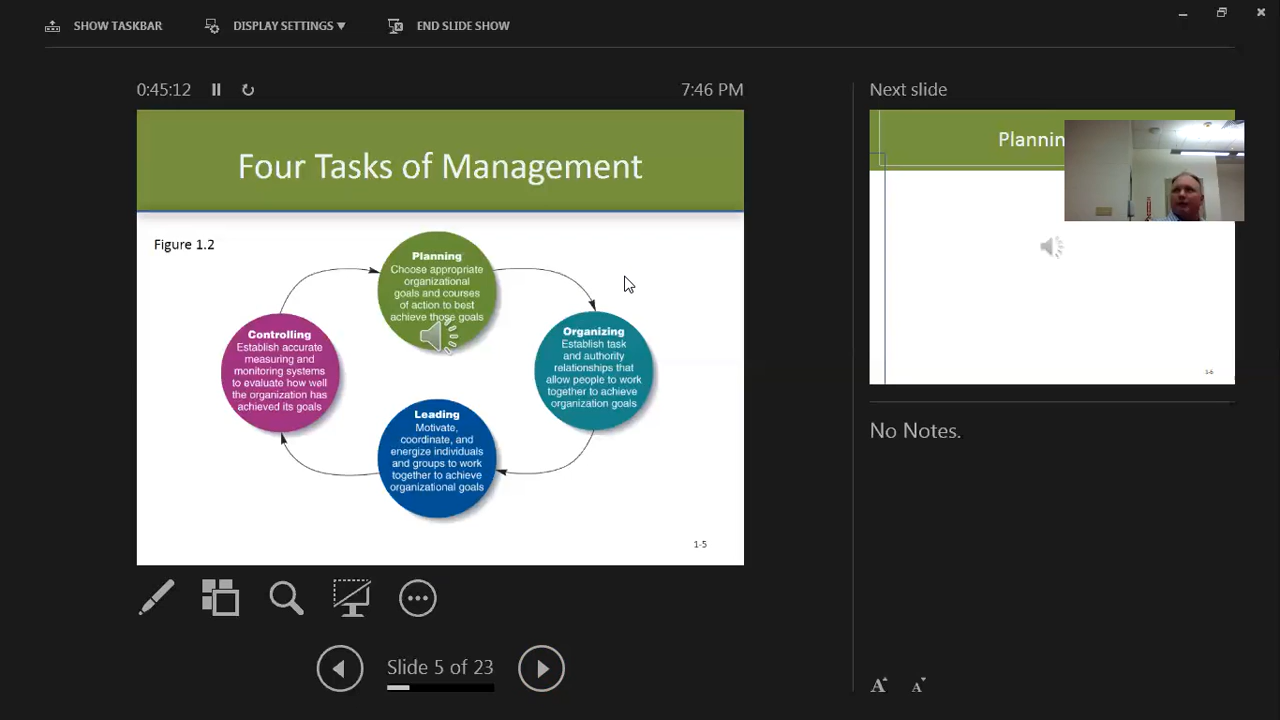 SHOW TASKBAR
DISPLAY SETTINGS ▼
END SLIDE SHOW
0:45:12
7:46 PM
Next slide
Four Tasks of Management
Figure 1.2
Planning
Choose appropriate
organizational
goals and courses
of action to best
achieve those goals
Controlling
Establish accurate
measuring and
monitoring systems
to evaluate how well
the organization has
achieved its goals
Organizing
Establish task
and authority
relationships that
allow people to work
together to achieve
organization goals
Leading
Motivate,
coordinate, and
energize individuals
and groups to work
together to achieve
organizational goals
1-5
1-6
No Notes.
Slide 5 of 23
A
A